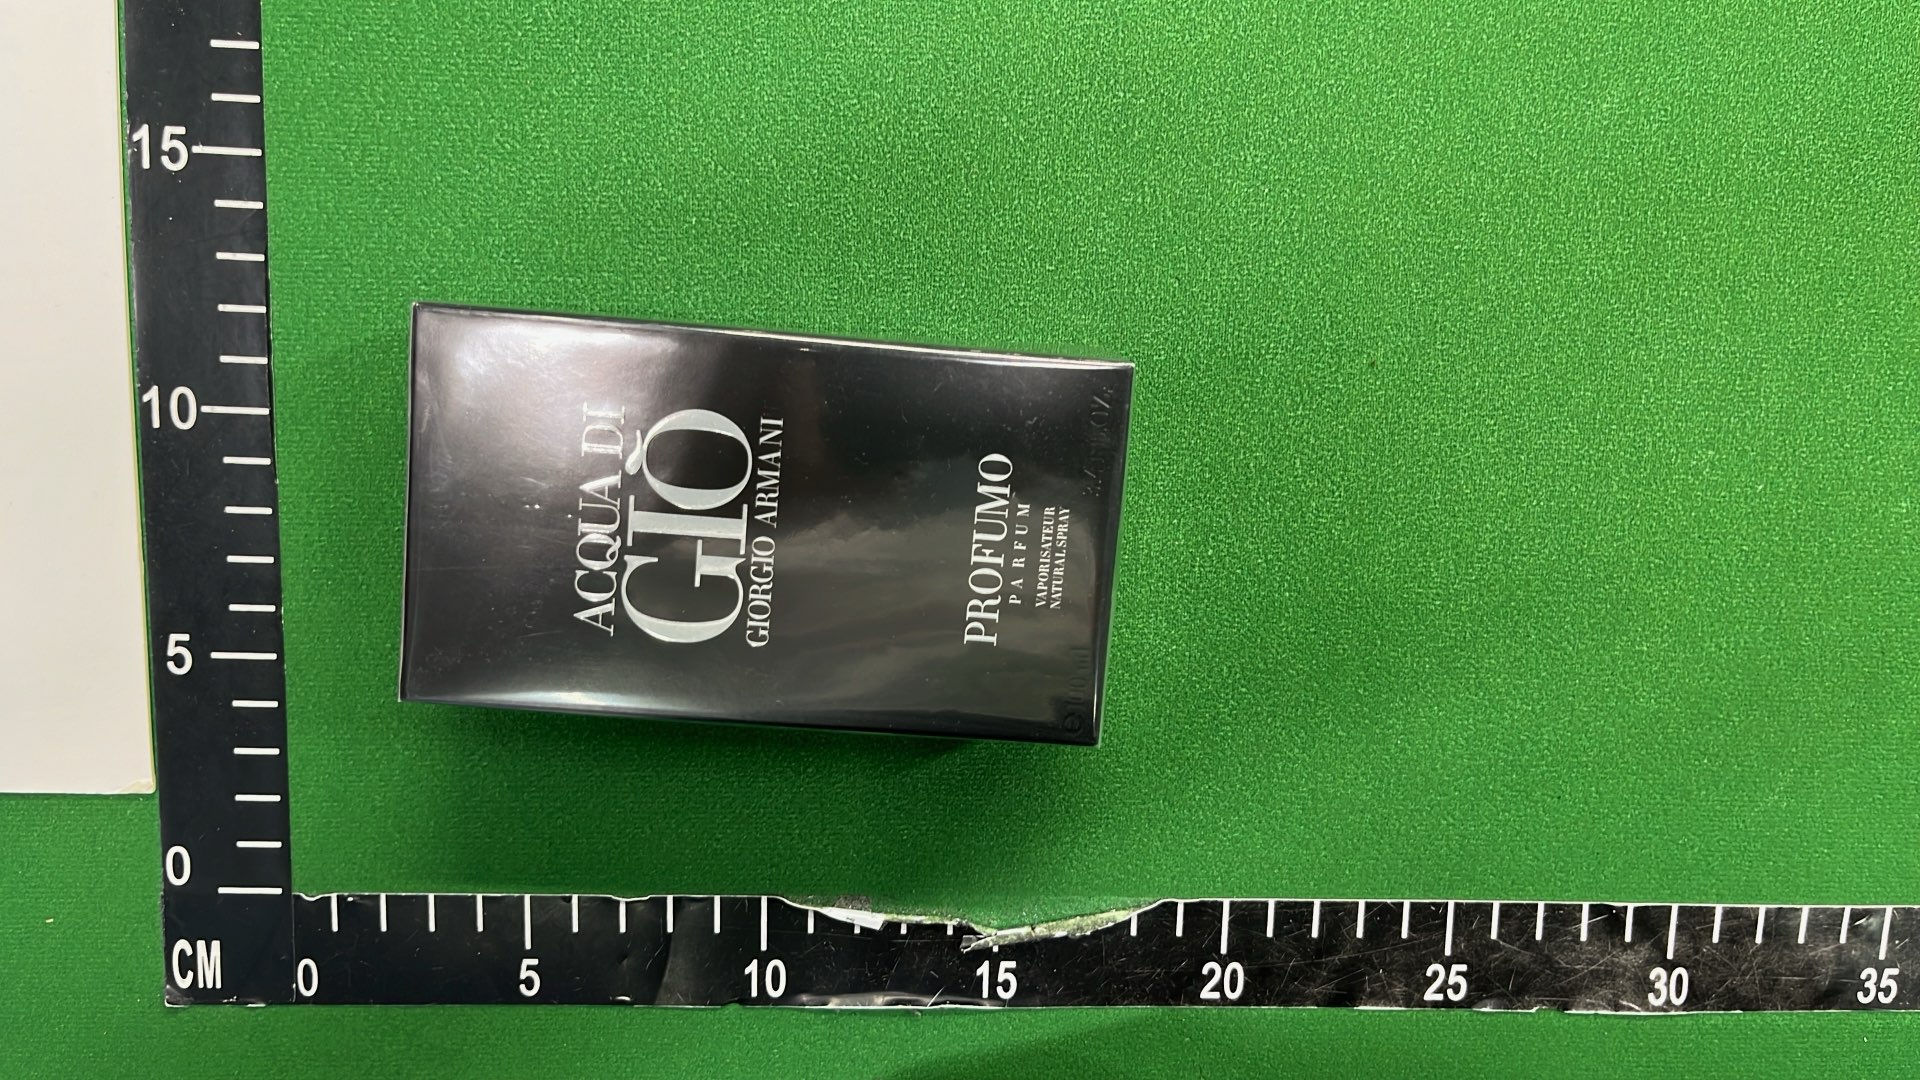 ACQUA DI
GIÒ
GIORGIO ARMANI
PROFUMO
PARFUM
VAPORISATEUR
NATURAL SPRAY
15
10
5
0
CM
0 5 10 15 20 25 30 35